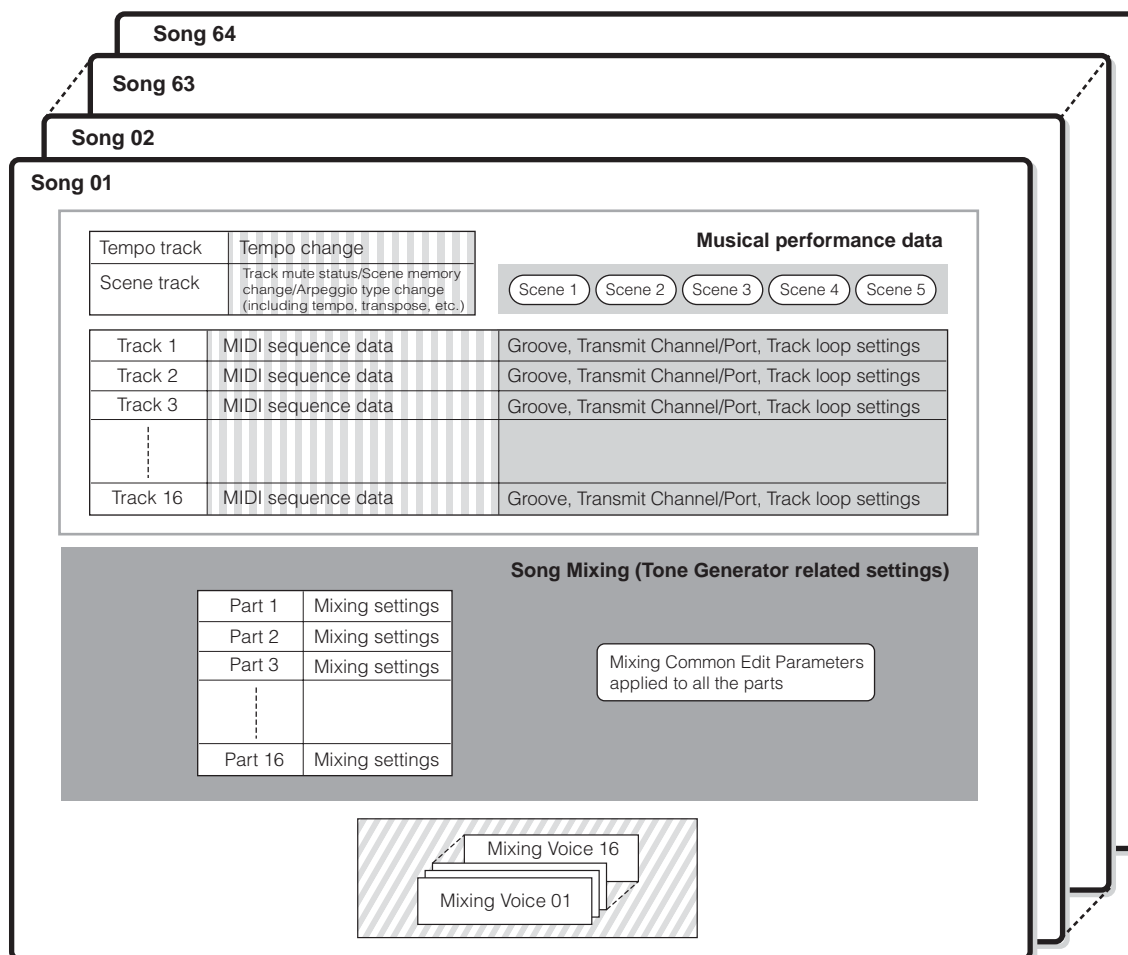 Song 64
Song 63
Song 02
Song 01
Musical performance data
Tempo track Tempo change
Scene track Track mute status/Scene memory
change/Arpeggio type change
(including tempo, transpose, etc.)
Scene 1 Scene 2 Scene 3 Scene 4 Scene 5
Track 1 MIDI sequence data Groove, Transmit Channel/Port, Track loop settings
Track 2 MIDI sequence data Groove, Transmit Channel/Port, Track loop settings
Track 3 MIDI sequence data Groove, Transmit Channel/Port, Track loop settings
Track 16 MIDI sequence data Groove, Transmit Channel/Port, Track loop settings
Song Mixing (Tone Generator related settings)
Part 1 Mixing settings
Part 2 Mixing settings
Part 3 Mixing settings
Part 16 Mixing settings
Mixing Common Edit Parameters
applied to all the parts
Mixing Voice 16
Mixing Voice 01